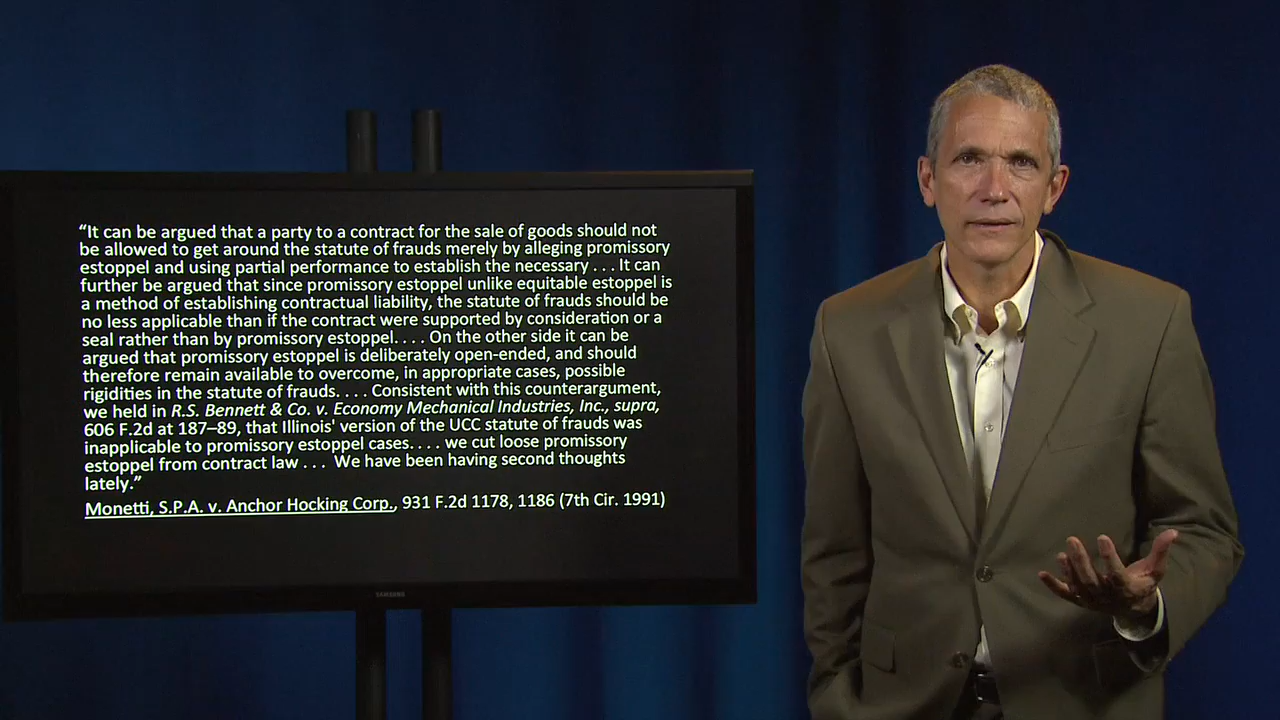 “It can be argued that a party to a contract for the sale of goods should not
be allowed to get around the statute of frauds merely by alleging promissory
estoppel and using partial performance to establish the necessary . . . It can
further be argued that since promissory estoppel unlike equitable estoppel is
a method of establishing contractual liability, the statute of frauds should be
no less applicable than if the contract were supported by consideration or a
seal rather than by promissory estoppel. . . . On the other side it can be
argued that promissory estoppel is deliberately open-ended, and should
therefore remain available to overcome, in appropriate cases, possible
rigidities in the statute of frauds. . . . Consistent with this counterargument,
we held in R.S. Bennett & Co. v. Economy Mechanical Industries, Inc., supra,
606 F.2d at 187–89, that Illinois' version of the UCC statute of frauds was
inapplicable to promissory estoppel cases. . . . we cut loose promissory
estoppel from contract law . . . We have been having second thoughts
lately.”
Monetti, S.P.A. v. Anchor Hocking Corp., 931 F.2d 1178, 1186 (7th Cir. 1991)
SAMSUNG